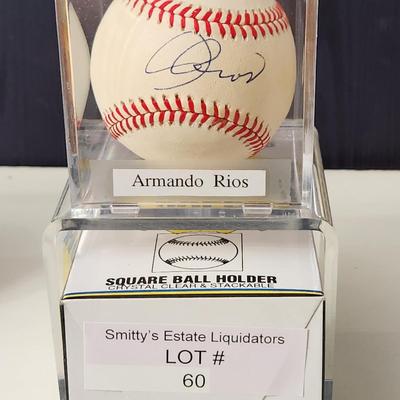 Armando Rios
SQUARE BALL HOLDER
CRYSTAL CLEAR & STACKABLE
Smitty's Estate Liquidators
LOT #
60